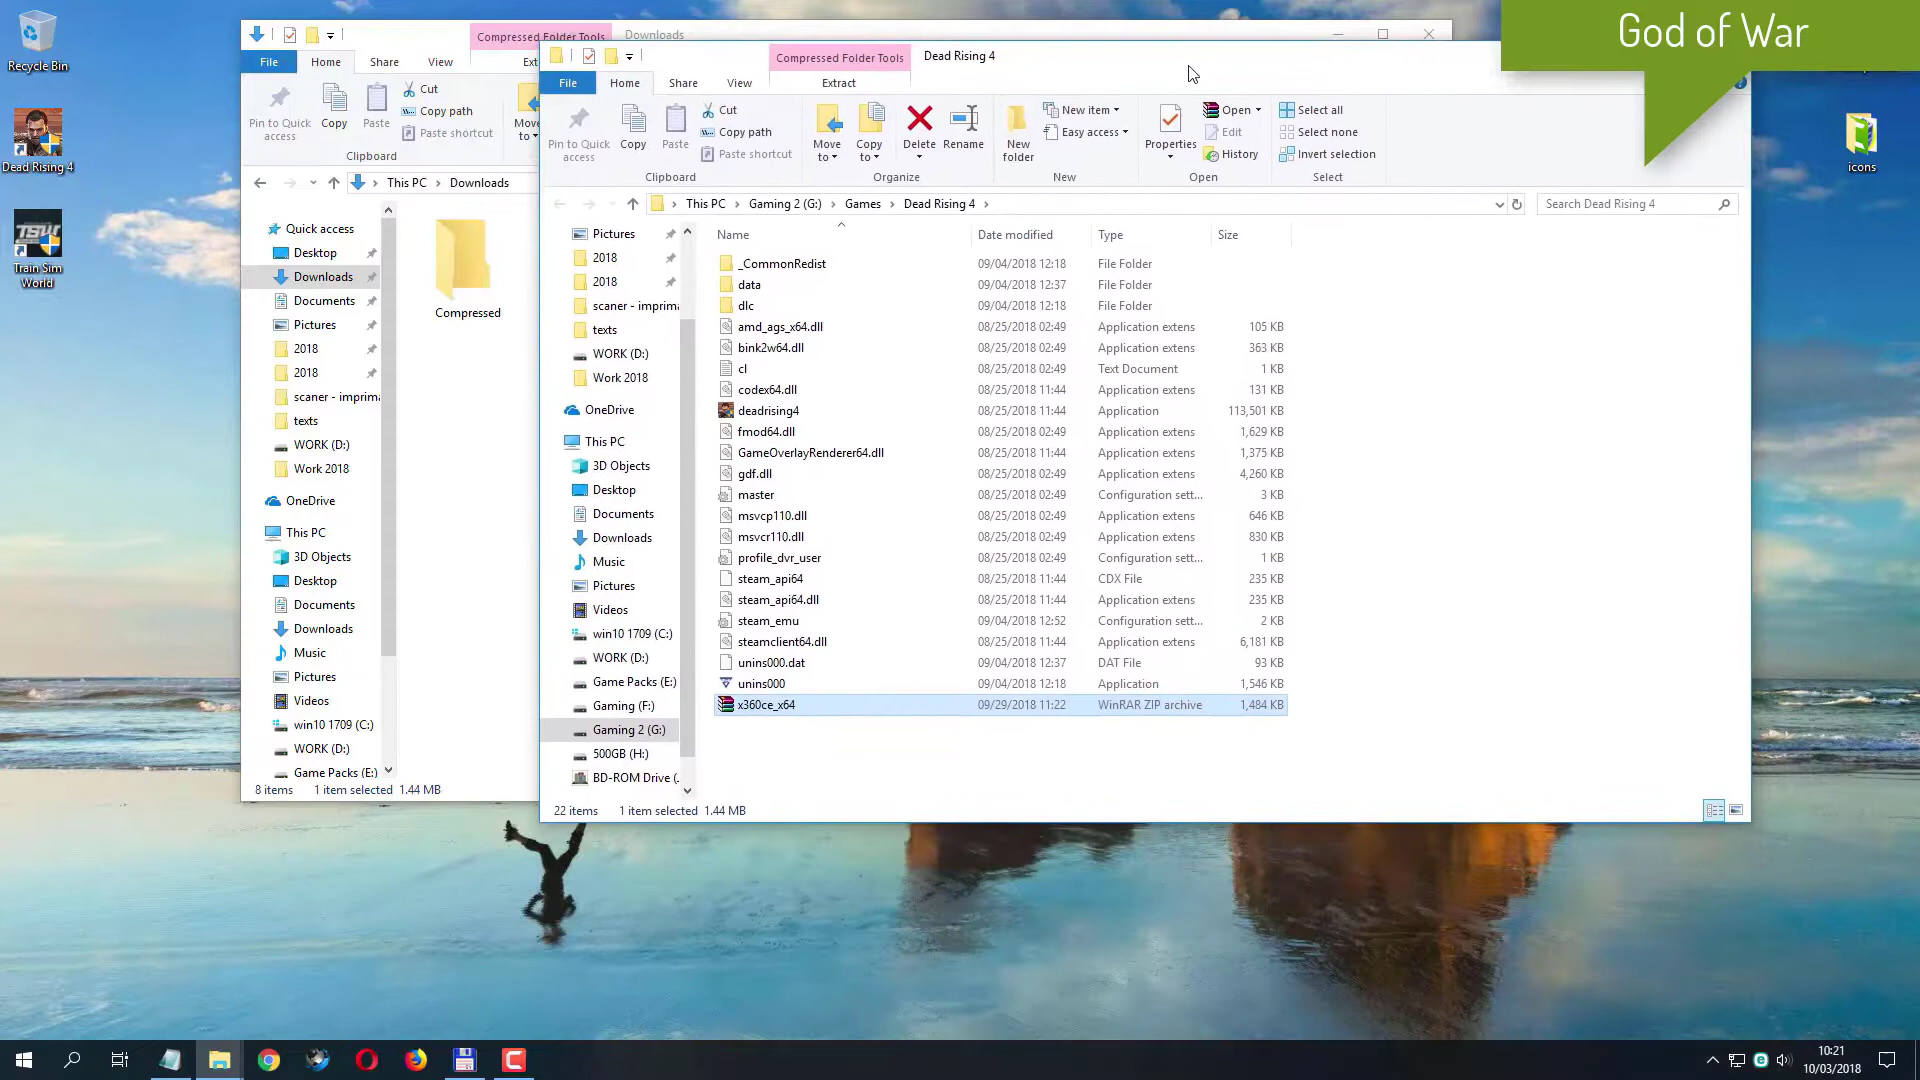 God of War
Recycle Bin
Dead Rising 4
Train Sim
World
icons
Compressed Folder Tools
Downloads
File
Home
Share
View
Pin to Quick
access
Copy
Paste
Cut
Copy path
Paste shortcut
Move
to
Clipboard
This PC
Downloads
Quick access
Desktop
Downloads
Documents
Pictures
2018
2018
scaner - imprima
texts
WORK (D:)
Work 2018
OneDrive
This PC
3D Objects
Desktop
Documents
Downloads
Music
Pictures
Videos
win10 1709 (C:)
WORK (D:)
Game Packs (E:)
Compressed
8 items 1 item selected 1.44 MB
Compressed Folder Tools
Dead Rising 4
File
Home
Share
View
Extract
Pin to Quick
access
Copy
Paste
Cut
Copy path
Paste shortcut
Clipboard
Move
to
Copy
to
Delete
Rename
Organize
New
folder
New item
Easy access
New
Properties
Open
Edit
History
Open
Select all
Select none
Invert selection
Select
This PC
Gaming 2 (G:)
Games
Dead Rising 4
Search Dead Rising 4
Pictures
2018
2018
scaner - imprima
texts
WORK (D:)
Work 2018
OneDrive
This PC
3D Objects
Desktop
Documents
Downloads
Music
Pictures
Videos
win10 1709 (C:)
WORK (D:)
Game Packs (E:)
Gaming (F:)
Gaming 2 (G:)
500GB (H:)
BD-ROM Drive (
Name Date modified Type Size
_CommonRedist 09/04/2018 12:18 File Folder
data 09/04/2018 12:37 File Folder
dlc 09/04/2018 12:18 File Folder
amd_ags_x64.dll 08/25/2018 02:49 Application extens 105 KB
bink2w64.dll 08/25/2018 02:49 Application extens 363 KB
cl 08/25/2018 02:49 Text Document 1 KB
codex64.dll 08/25/2018 11:44 Application extens 131 KB
deadrising4 08/25/2018 11:44 Application 113,501 KB
fmod64.dll 08/25/2018 02:49 Application extens 1,629 KB
GameOverlayRenderer64.dll 08/25/2018 11:44 Application extens 1,375 KB
gdf.dll 08/25/2018 02:49 Application extens 4,260 KB
master 08/25/2018 02:49 Configuration sett... 3 KB
msvcp110.dll 08/25/2018 02:49 Application extens 646 KB
msvcr110.dll 08/25/2018 02:49 Application extens 830 KB
profile_dvr_user 08/25/2018 02:49 Configuration sett... 1 KB
steam_api64 08/25/2018 11:44 CDX File 235 KB
steam_api64.dll 08/25/2018 11:44 Application extens 235 KB
steam_emu 09/04/2018 12:52 Configuration sett... 2 KB
steamclient64.dll 08/25/2018 11:44 Application extens 6,181 KB
unins000.dat 09/04/2018 12:37 DAT File 93 KB
unins000 09/04/2018 12:18 Application 1,546 KB
x360ce_x64 09/29/2018 11:22 WinRAR ZIP archive 1,484 KB
22 items 1 item selected 1.44 MB
10:21
10/03/2018